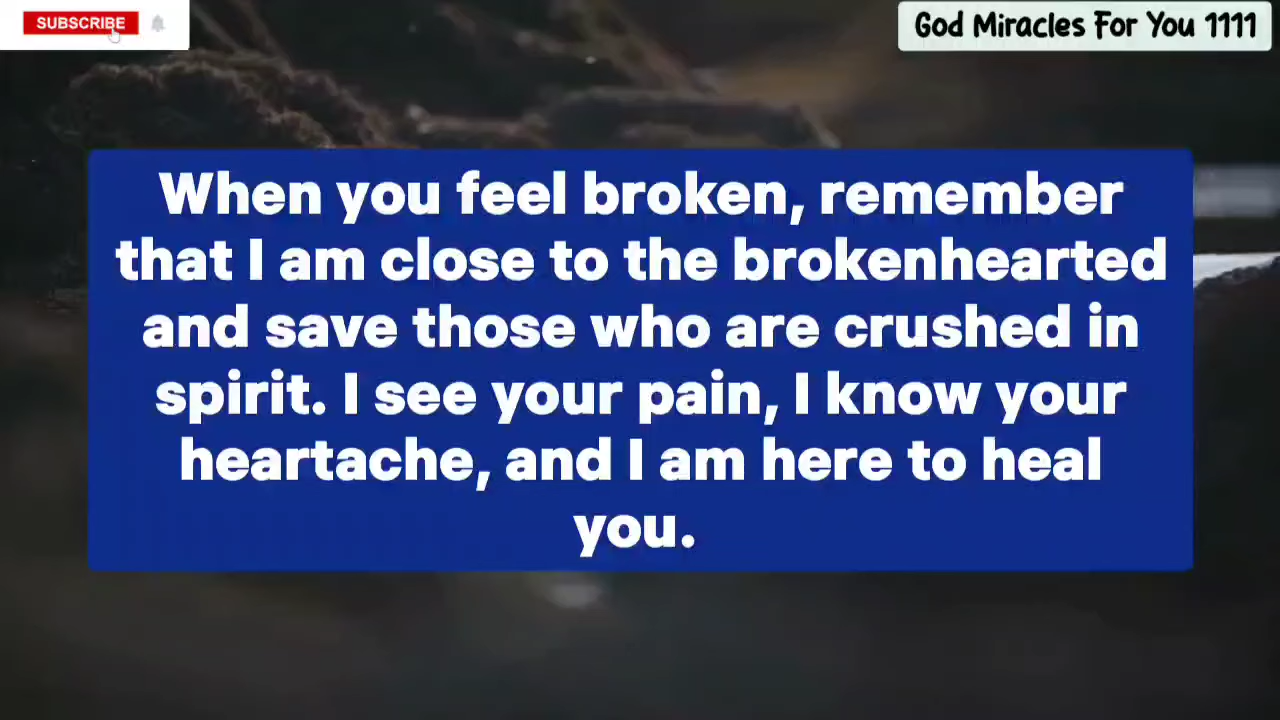 SUBSCRIBE
God Miracles For You 1111
When you feel broken, remember
that I am close to the brokenhearted
and save those who are crushed in
spirit. I see your pain, I know your
heartache, and I am here to heal
you.